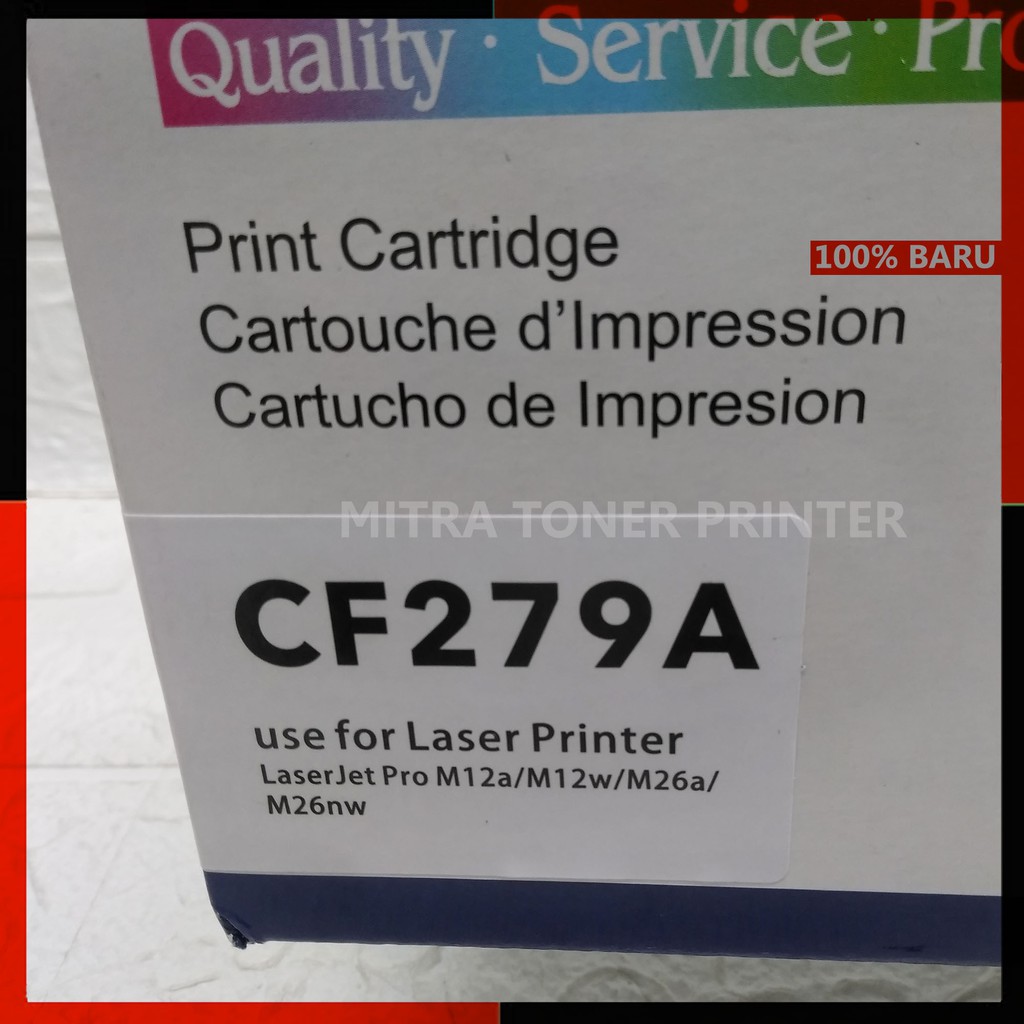 Quality · Service ·
Print Cartridge
100% BARU
Cartouche d'Impression
Cartucho de Impresion
MITRA TONER PRINTER
CF279A
use for Laser Printer
LaserJet Pro M12a/M12w/M26a/
M26nw